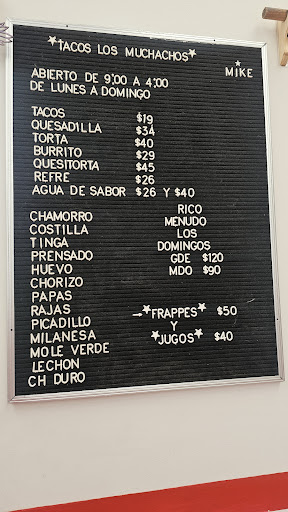 *TACOS LOS MUCHACHOS*
MIKE
ABIERTO DE 9:00 A 4:00
DE LUNES A DOMINGO
TACOS $19
QUESADILLA $34
TORTA $40
BURRITO $29
QUESITORTA $45
REFRE $26
AGUA DE SABOR $26 Y $40
CHAMORRO
COSTILLA
TINGA
PRENSADO
HUEVO
CHORIZO
PAPAS
RAJAS
PICADILLO
MILANESA
MOLE VERDE
LECHON
CH DURO
RICO
MENUDO
LOS
DOMINGOS
GDE $120
MDO $90
→*FRAPPES* $50
Y
*JUGOS* $40